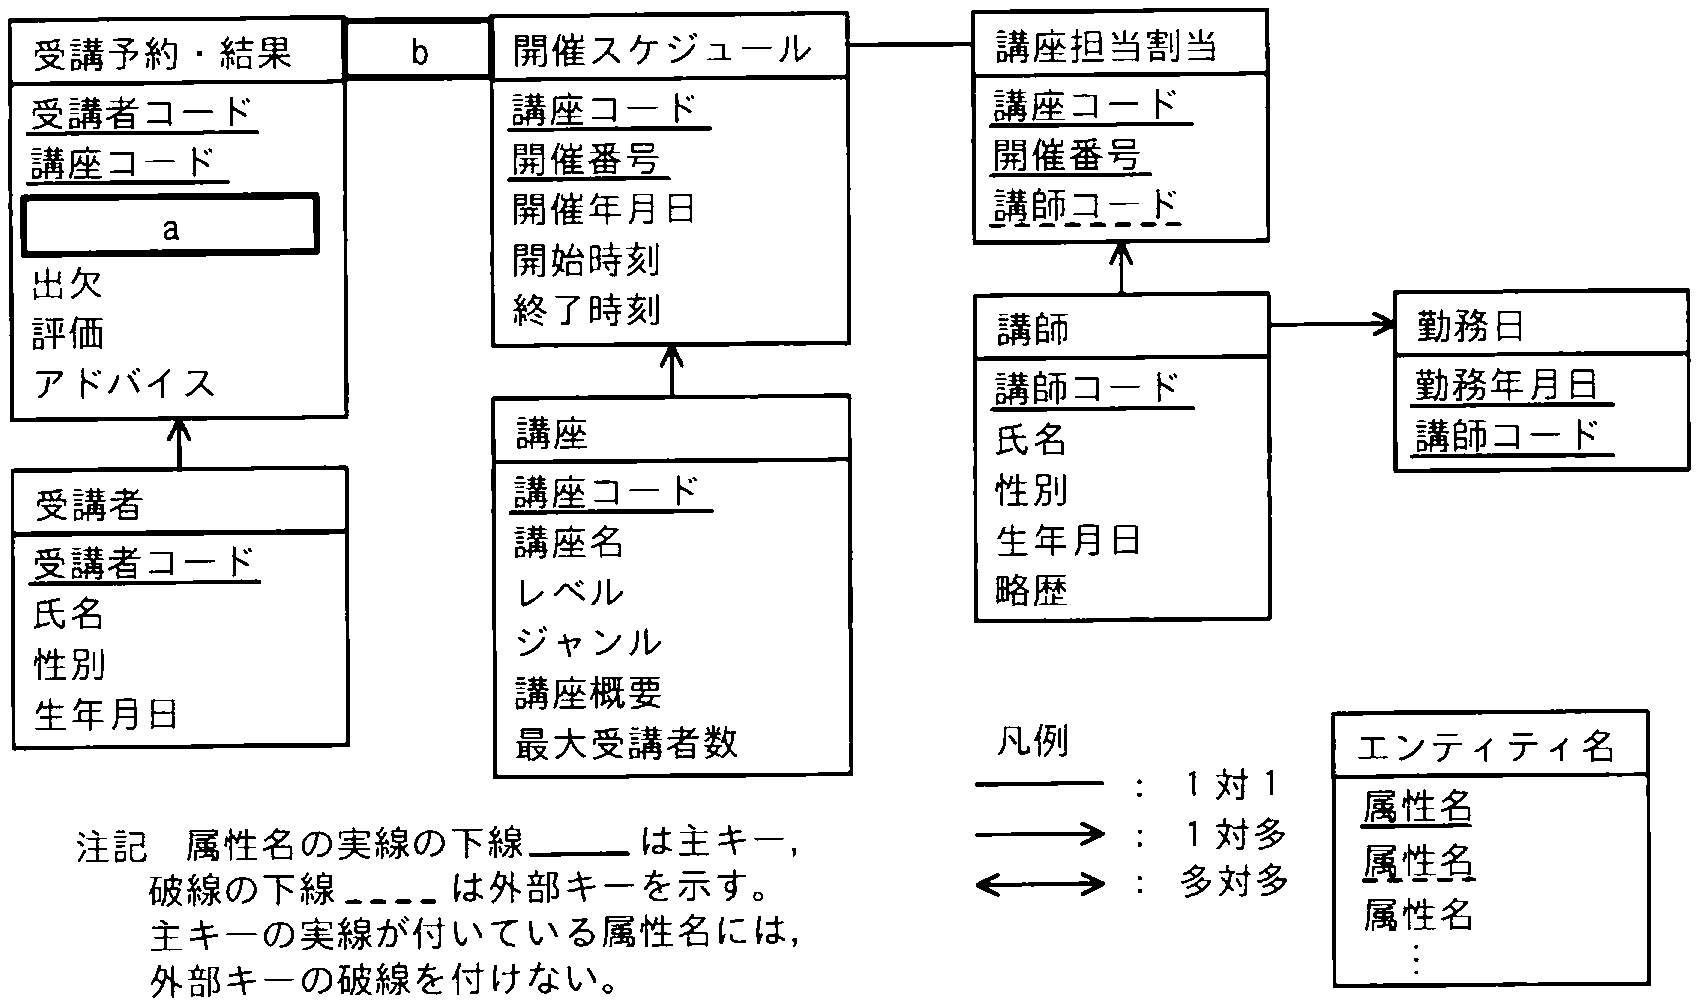 受講予約・結果
受講者コード
講座コード
a
出欠
評価
アドバイス
b
開催スケジュール
講座コード
開催番号
開催年月日
開始時刻
終了時刻
講座担当割当
講座コード
開催番号
講師コード
受講者
受講者コード
氏名
性別
生年月日
講座
講座コード
講座名
レベル
ジャンル
講座概要
最大受講者数
講師
講師コード
氏名
性別
生年月日
略歴
勤務日
勤務年月日
講師コード
凡例
: 1対1
: 1対多
: 多対多
エンティティ名
属性名
属性名
属性名
⋮
注記 属性名の実線の下線____は主キー,
破線の下線____は外部キーを示す。
主キーの実線が付いている属性名には,
外部キーの破線を付けない。